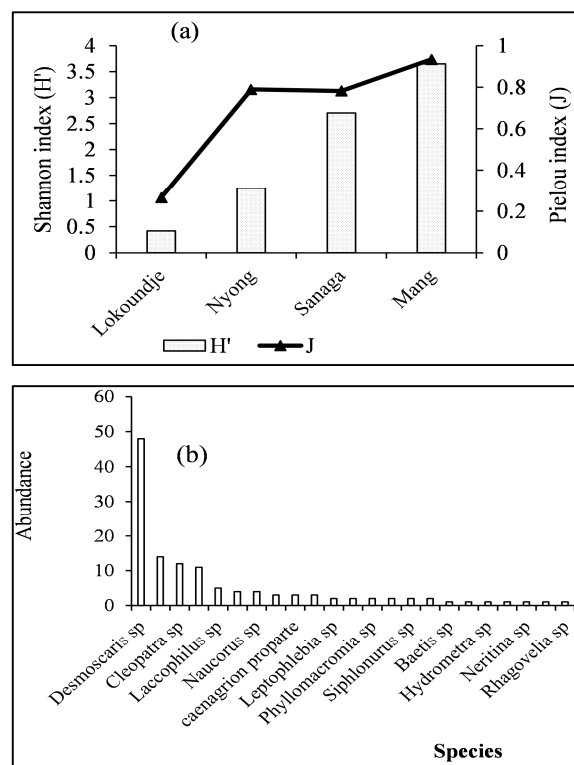 (a)
Shannon index (H')
4
3.5
3
2.5
2
1.5
1
0.5
0
1
0.8
0.6
0.4
0.2
0
Pielou index (J)
Lokoundje
Nyong
Sanaga
Mang
H'
J
(b)
Abundance
60
50
40
30
20
10
0
Desmoscaris sp
Cleopatra sp
Laccophilus sp
Naucorus sp
caenagrion proparte
Leptophlebia sp
Phyllomacromia sp
Siphlonurus sp
Baetis sp
Hydrometra sp
Neritina sp
Rhagovelia sp
Species